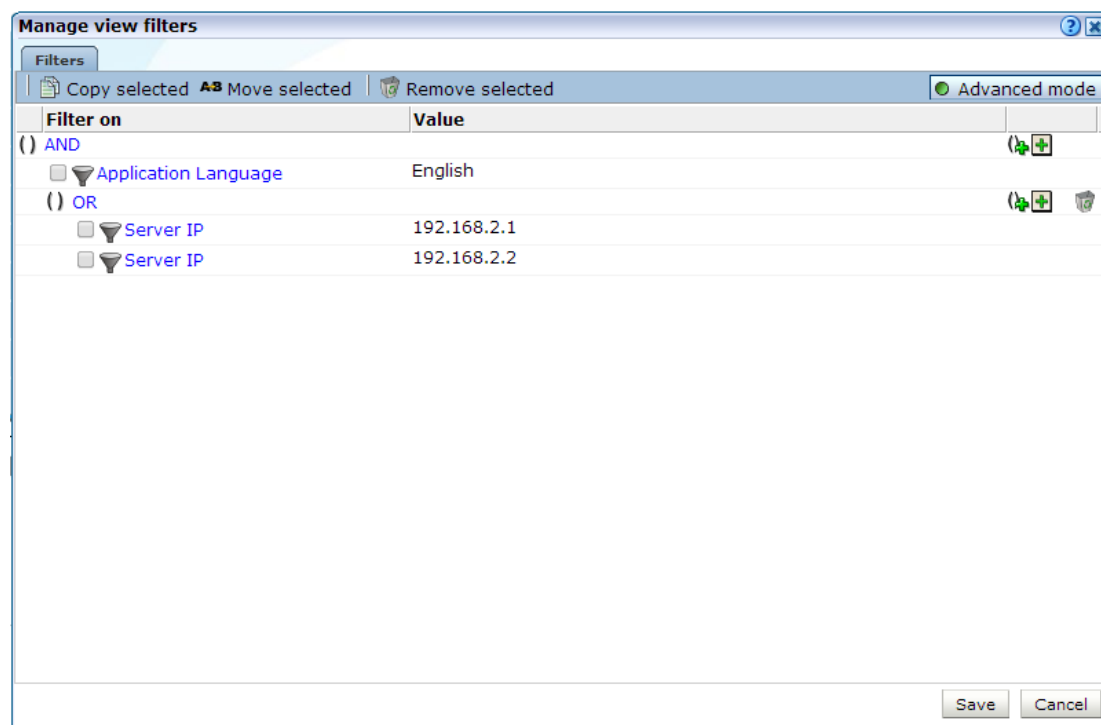 Manage view filters
Filters
Copy selected A→B Move selected Remove selected Advanced mode
Filter on Value
() AND
Application Language English
() OR
Server IP 192.168.2.1
Server IP 192.168.2.2
Save Cancel